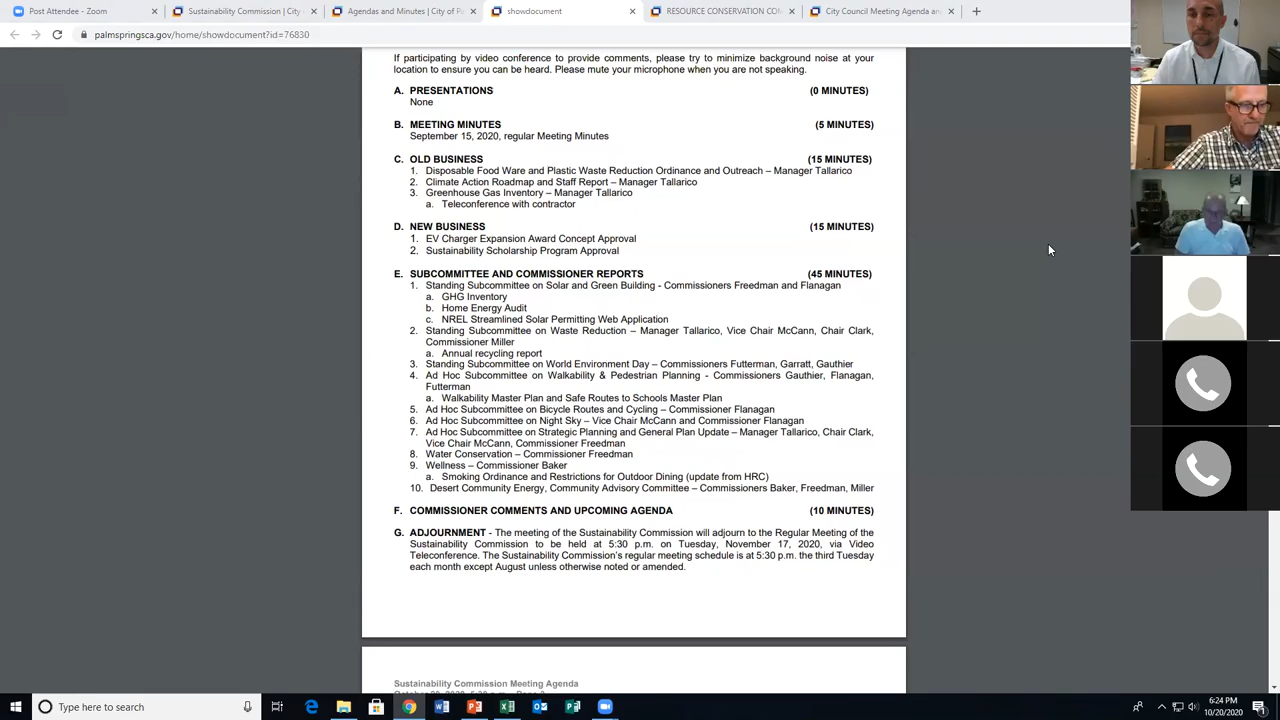 Post Attendee - Zoom
Sustainability Commission | City
Agendas and Minutes | City of P
showdocument
RESOURCE CONSERVATION COM
City Council Meeting Agenda an
palmspringsca.gov/home/showdocument?id=76830
If participating by video conference to provide comments, please try to minimize background noise at your
location to ensure you can be heard. Please mute your microphone when you are not speaking.
A. PRESENTATIONS (0 MINUTES)
None
B. MEETING MINUTES (5 MINUTES)
September 15, 2020, regular Meeting Minutes
C. OLD BUSINESS (15 MINUTES)
1. Disposable Food Ware and Plastic Waste Reduction Ordinance and Outreach – Manager Tallarico
2. Climate Action Roadmap and Staff Report – Manager Tallarico
3. Greenhouse Gas Inventory – Manager Tallarico
a. Teleconference with contractor
D. NEW BUSINESS (15 MINUTES)
1. EV Charger Expansion Award Concept Approval
2. Sustainability Scholarship Program Approval
E. SUBCOMMITTEE AND COMMISSIONER REPORTS (45 MINUTES)
1. Standing Subcommittee on Solar and Green Building - Commissioners Freedman and Flanagan
a. GHG Inventory
b. Home Energy Audit
c. NREL Streamlined Solar Permitting Web Application
2. Standing Subcommittee on Waste Reduction – Manager Tallarico, Vice Chair McCann, Chair Clark,
Commissioner Miller
a. Annual recycling report
3. Standing Subcommittee on World Environment Day – Commissioners Futterman, Garratt, Gauthier
4. Ad Hoc Subcommittee on Walkability & Pedestrian Planning - Commissioners Gauthier, Flanagan,
Futterman
a. Walkability Master Plan and Safe Routes to Schools Master Plan
5. Ad Hoc Subcommittee on Bicycle Routes and Cycling – Commissioner Flanagan
6. Ad Hoc Subcommittee on Night Sky – Vice Chair McCann and Commissioner Flanagan
7. Ad Hoc Subcommittee on Strategic Planning and General Plan Update – Manager Tallarico, Chair Clark,
Vice Chair McCann, Commissioner Freedman
8. Water Conservation – Commissioner Freedman
9. Wellness – Commissioner Baker
a. Smoking Ordinance and Restrictions for Outdoor Dining (update from HRC)
10. Desert Community Energy, Community Advisory Committee – Commissioners Baker, Freedman, Miller
F. COMMISSIONER COMMENTS AND UPCOMING AGENDA (10 MINUTES)
G. ADJOURNMENT - The meeting of the Sustainability Commission will adjourn to the Regular Meeting of the
Sustainability Commission to be held at 5:30 p.m. on Tuesday, November 17, 2020, via Video
Teleconference. The Sustainability Commission's regular meeting schedule is at 5:30 p.m. the third Tuesday
each month except August unless otherwise noted or amended.
Sustainability Commission Meeting Agenda
Type here to search
6:24 PM
10/20/2020